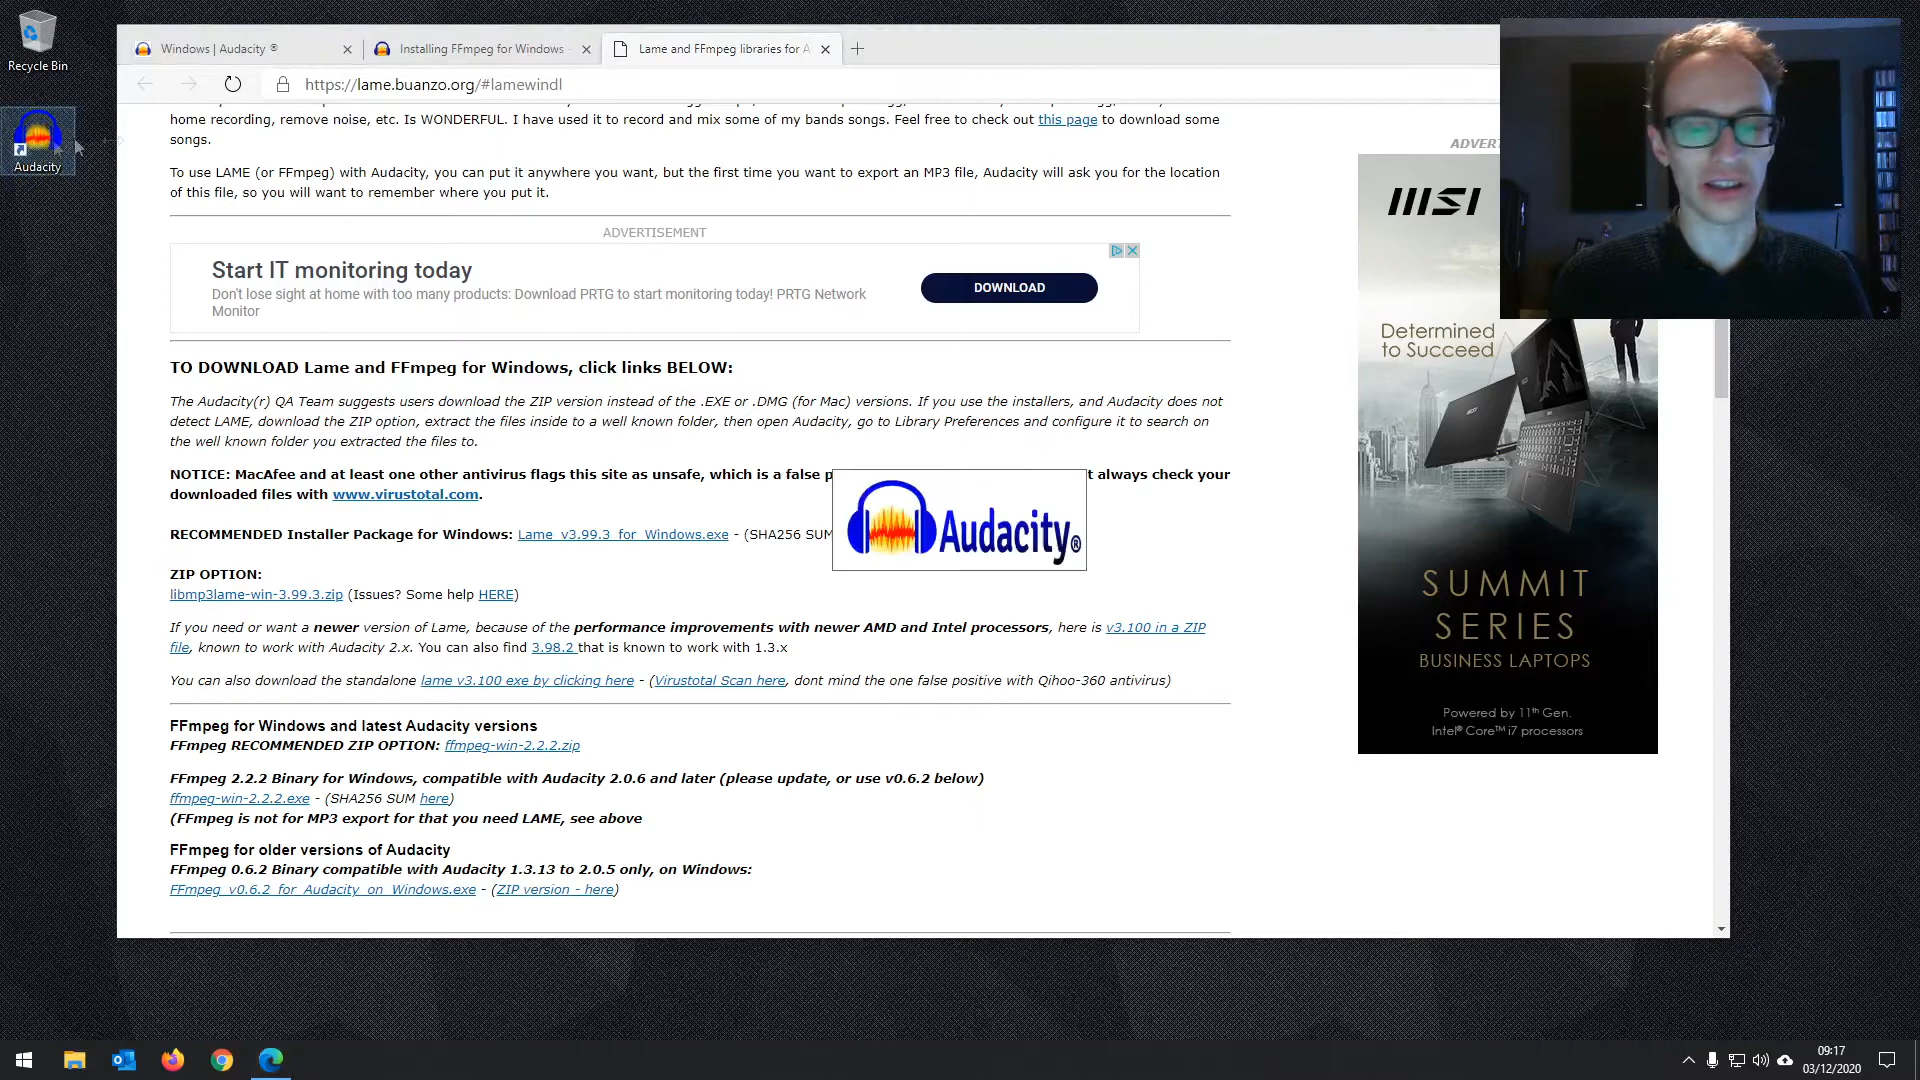 Recycle Bin
Audacity
Windows | Audacity ®
Installing FFmpeg for Windows
Lame and FFmpeg libraries for A
https://lame.buanzo.org/#lamewindl
home recording, remove noise, etc. Is WONDERFUL. I have used it to record and mix some of my bands songs. Feel free to check out this page to download some
songs.
To use LAME (or FFmpeg) with Audacity, you can put it anywhere you want, but the first time you want to export an MP3 file, Audacity will ask you for the location
of this file, so you will want to remember where you put it.
ADVERTISEMENT
Start IT monitoring today
Don't lose sight at home with too many products: Download PRTG to start monitoring today! PRTG Network
Monitor
DOWNLOAD
TO DOWNLOAD Lame and FFmpeg for Windows, click links BELOW:
The Audacity(r) QA Team suggests users download the ZIP version instead of the .EXE or .DMG (for Mac) versions. If you use the installers, and Audacity does not
detect LAME, download the ZIP option, extract the files inside to a well known folder, then open Audacity, go to Library Preferences and configure it to search on
the well known folder you extracted the files to.
NOTICE: MacAfee and at least one other antivirus flags this site as unsafe, which is a false p t always check your
downloaded files with www.virustotal.com.
RECOMMENDED Installer Package for Windows: Lame_v3.99.3_for_Windows.exe - (SHA256 SUM
Audacity®
ZIP OPTION:
libmp3lame-win-3.99.3.zip (Issues? Some help HERE)
If you need or want a newer version of Lame, because of the performance improvements with newer AMD and Intel processors, here is v3.100 in a ZIP
file, known to work with Audacity 2.x. You can also find 3.98.2 that is known to work with 1.3.x
You can also download the standalone lame v3.100 exe by clicking here - (Virustotal Scan here, dont mind the one false positive with Qihoo-360 antivirus)
FFmpeg for Windows and latest Audacity versions
FFmpeg RECOMMENDED ZIP OPTION: ffmpeg-win-2.2.2.zip
FFmpeg 2.2.2 Binary for Windows, compatible with Audacity 2.0.6 and later (please update, or use v0.6.2 below)
ffmpeg-win-2.2.2.exe - (SHA256 SUM here)
(FFmpeg is not for MP3 export for that you need LAME, see above
FFmpeg for older versions of Audacity
FFmpeg 0.6.2 Binary compatible with Audacity 1.3.13 to 2.0.5 only, on Windows:
FFmpeg_v0.6.2_for_Audacity_on_Windows.exe - (ZIP version - here)
ADVERT
msi
Determined
to Succeed
SUMMIT
SERIES
BUSINESS LAPTOPS
Powered by 11th Gen.
Intel® Core™ i7 processors
09:17
03/12/2020